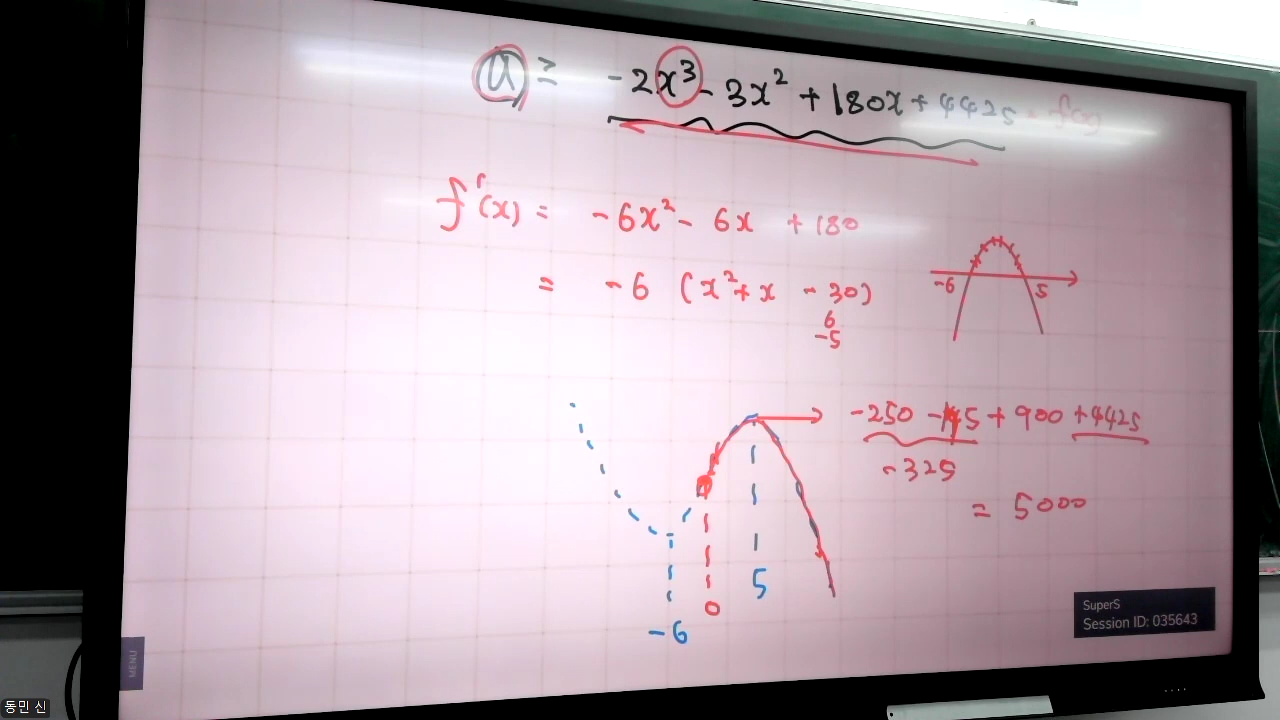 a ≥ -2x³ - 3x² + 180x + 4425 = f(x)
f'(x) = -6x² - 6x + 180
= -6 (x² + x - 30)
6
-5
-6 5
-250 -75 + 900 + 4425
-325
= 5000
-6 0 5
SuperS
Session ID: 035643
MENU
동민 신